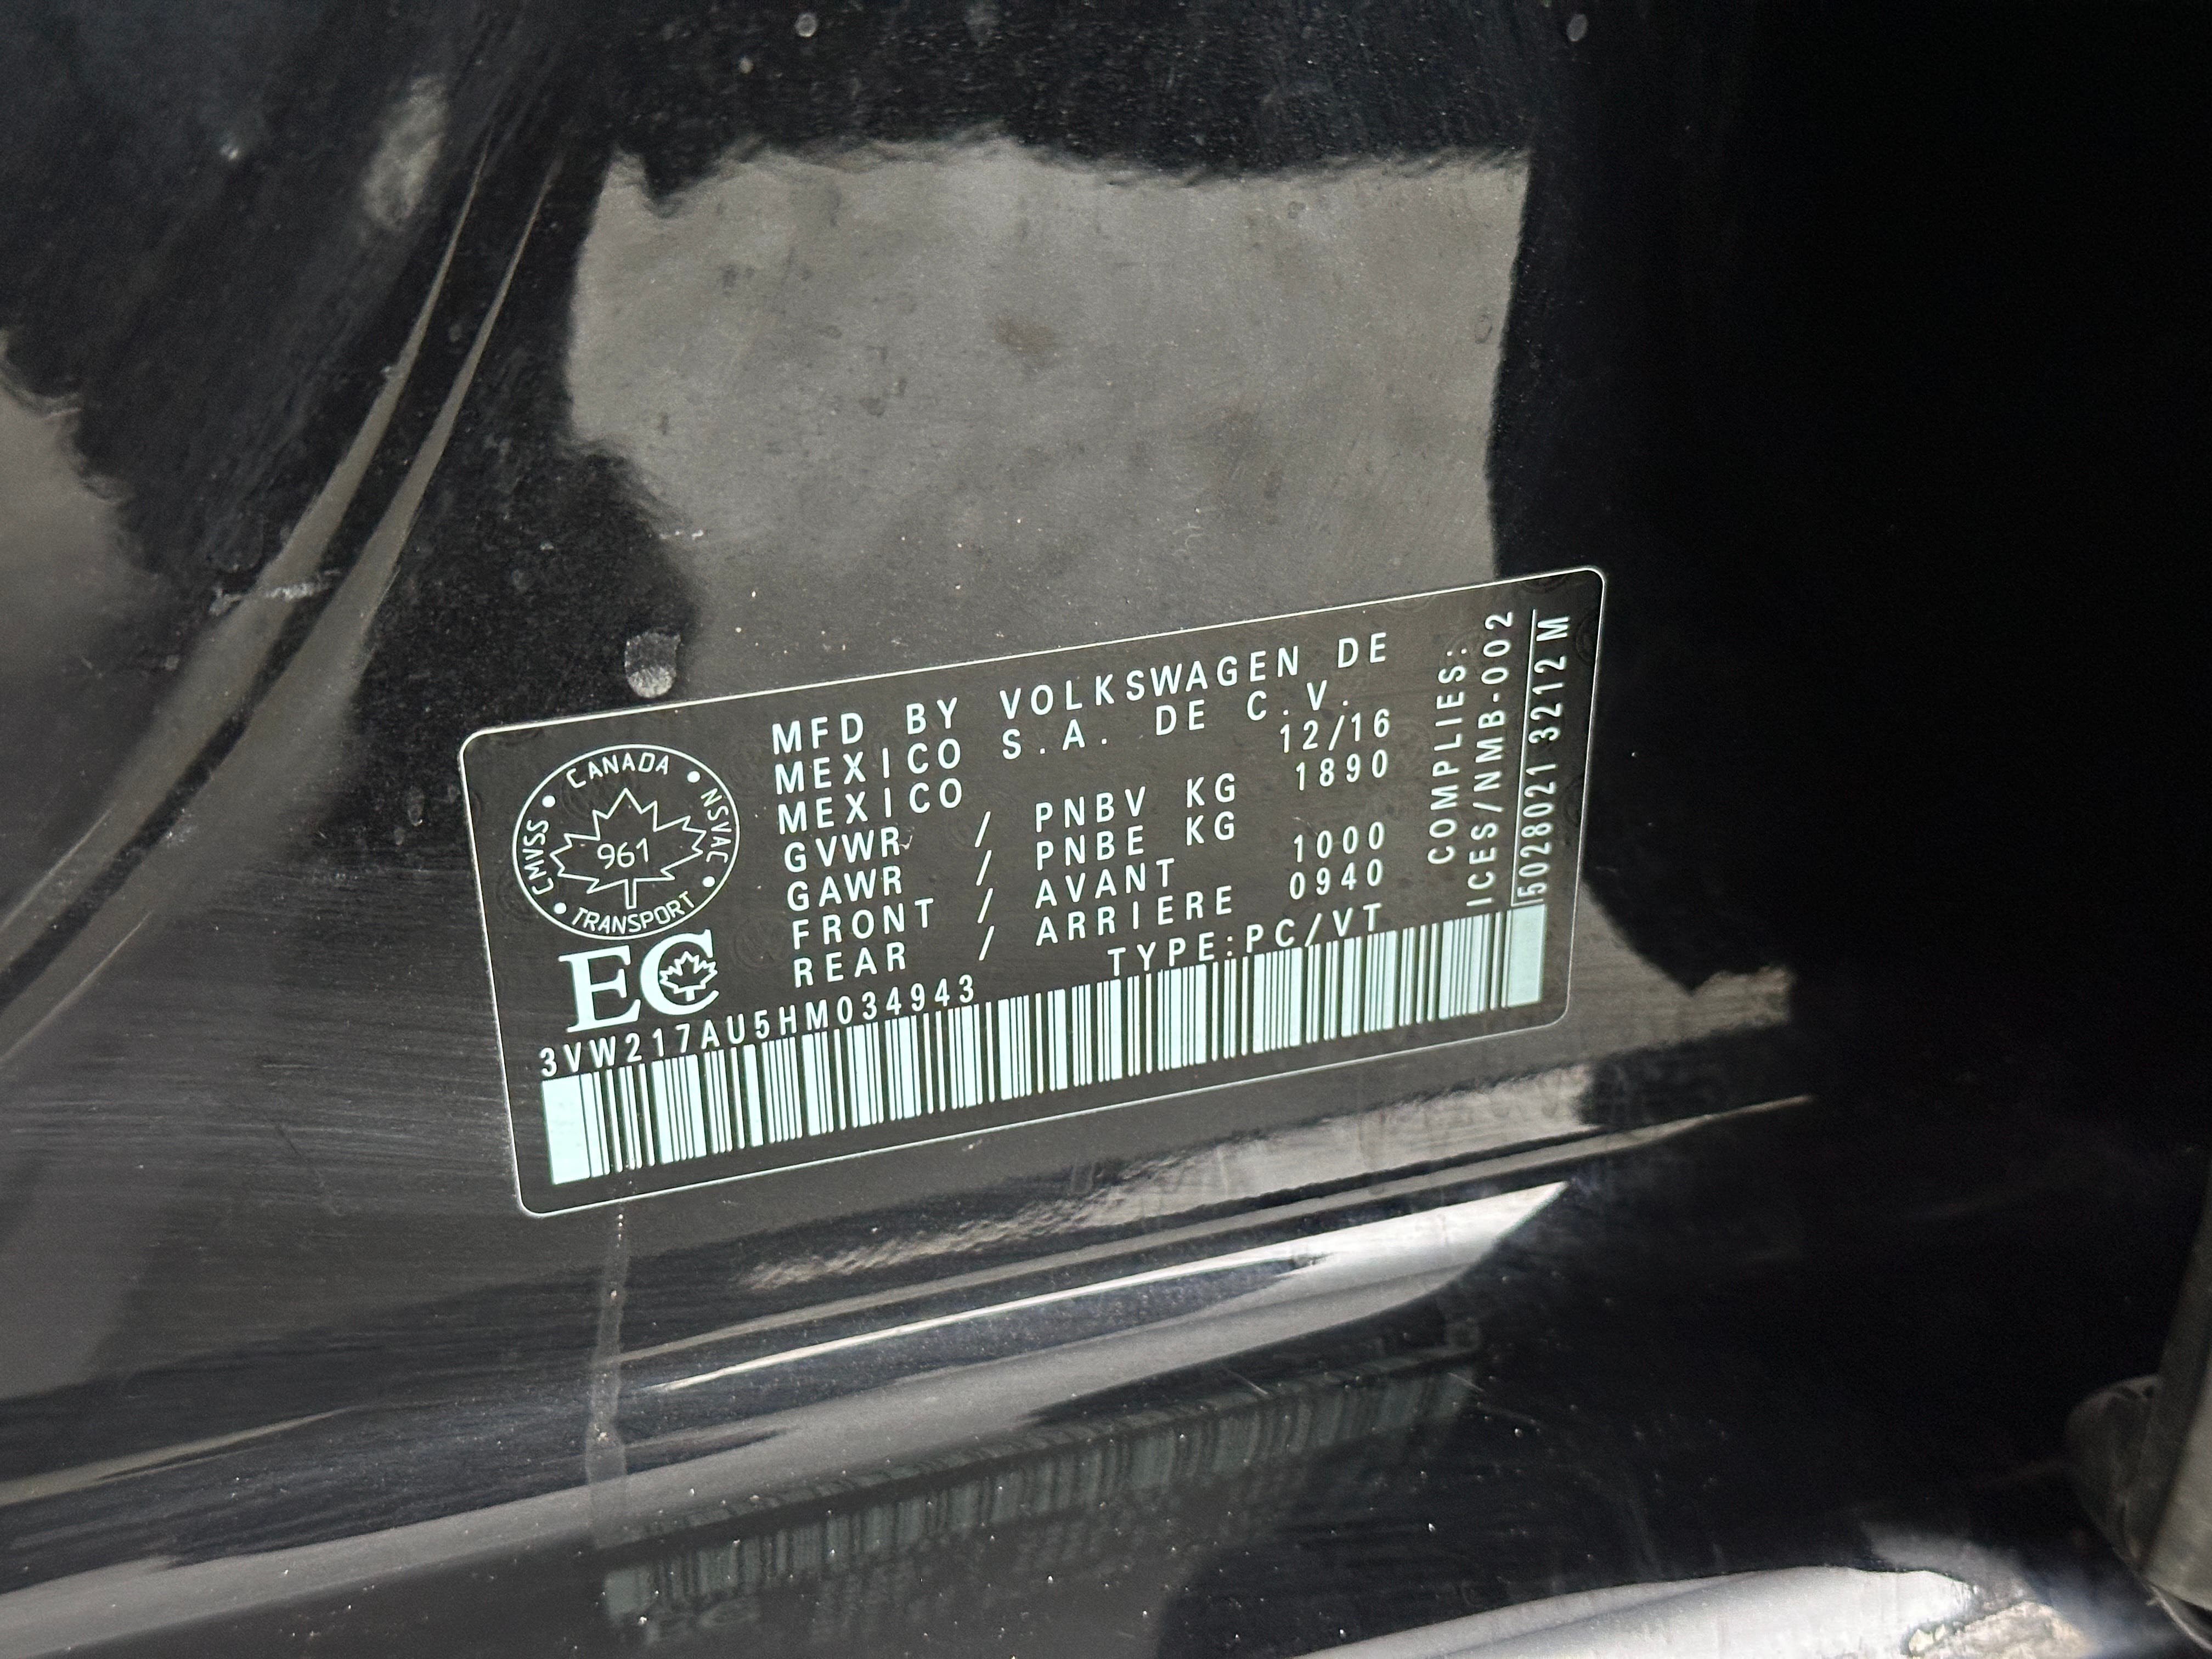 MFD BY VOLKSWAGEN DE
MEXICO S.A. DE C.V.
MEXICO 12/16
GVWR / PNBV KG 1890
GAWR / PNBE KG
FRONT / AVANT 1000
REAR / ARRIERE 0940
TYPE:PC/VT
CANADA
CMVSS NSVAC
961
TRANSPORT
EC
3VW217AU5HM034943
COMPLIES:
ICES/NMB-002
15028021 3212 M